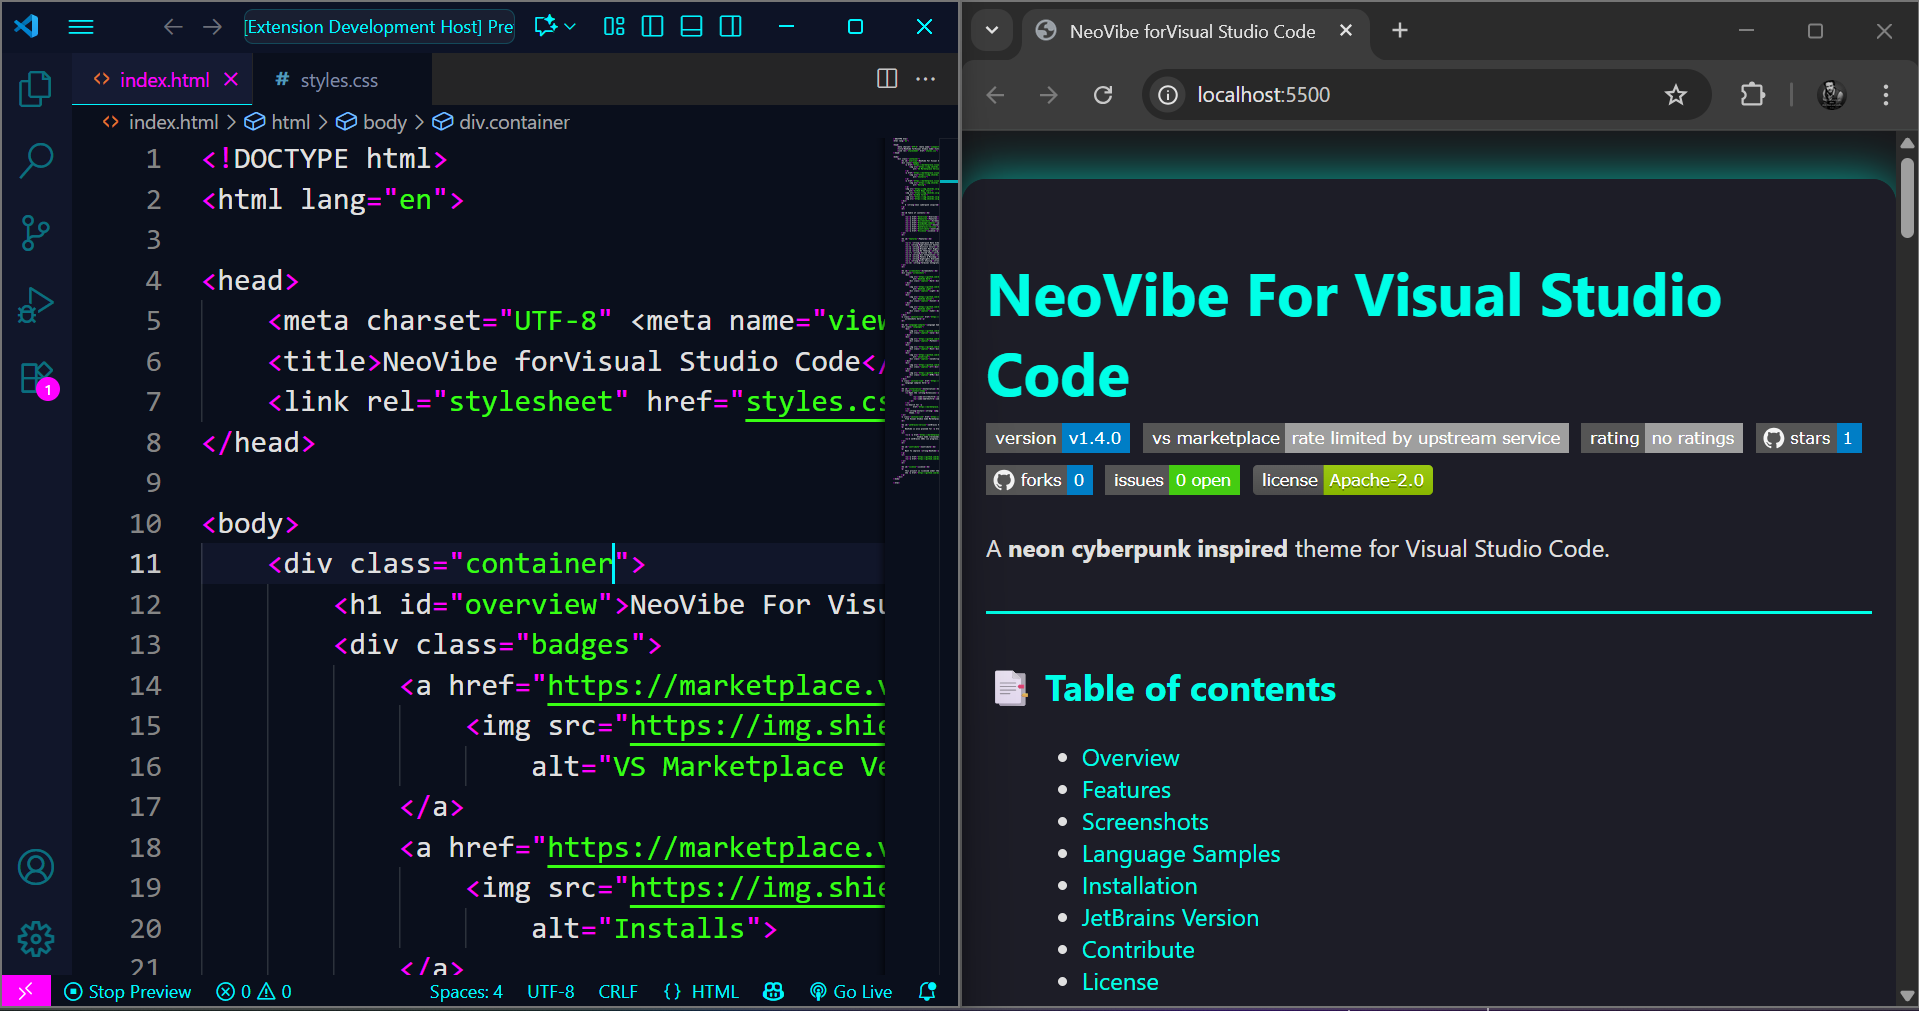 [Extension Development Host] Pre
index.html
# styles.css
index.html > html > body > div.container
1 <!DOCTYPE html>
2 <html lang="en">
3
4 <head>
5 <meta charset="UTF-8" <meta name="view
6 <title>NeoVibe forVisual Studio Code</
7 <link rel="stylesheet" href="styles.cs
8 </head>
9
10 <body>
11 <div class="container">
12 <h1 id="overview">NeoVibe For Visu
13 <div class="badges">
14 <a href="https://marketplace.v
15 <img src="https://img.shie
16 alt="VS Marketplace Ve
17 </a>
18 <a href="https://marketplace.v
19 <img src="https://img.shie
20 alt="Installs">
21 </a>
1
Stop Preview 0 0 Spaces: 4 UTF-8 CRLF {} HTML Go Live
NeoVibe forVisual Studio Code
localhost:5500
NeoVibe For Visual Studio
Code
version v1.4.0 vs marketplace rate limited by upstream service rating no ratings stars 1
forks 0 issues 0 open license Apache-2.0
A neon cyberpunk inspired theme for Visual Studio Code.
Table of contents
Overview
Features
Screenshots
Language Samples
Installation
JetBrains Version
Contribute
License